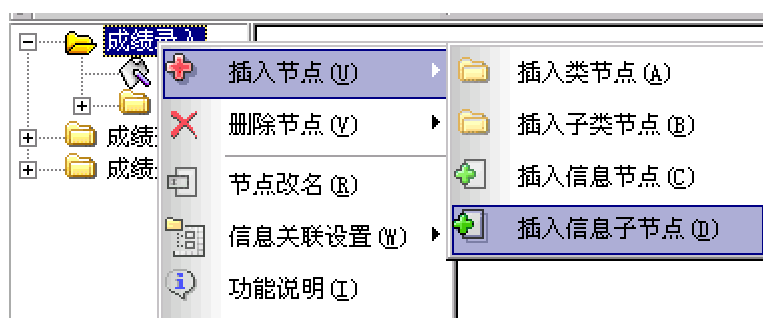 成绩录入
插入节点(U)
删除节点(V)
节点改名(R)
信息关联设置(W)
功能说明(I)
插入类节点(A)
插入子类节点(B)
插入信息节点(C)
插入信息子节点(D)
成绩
成绩